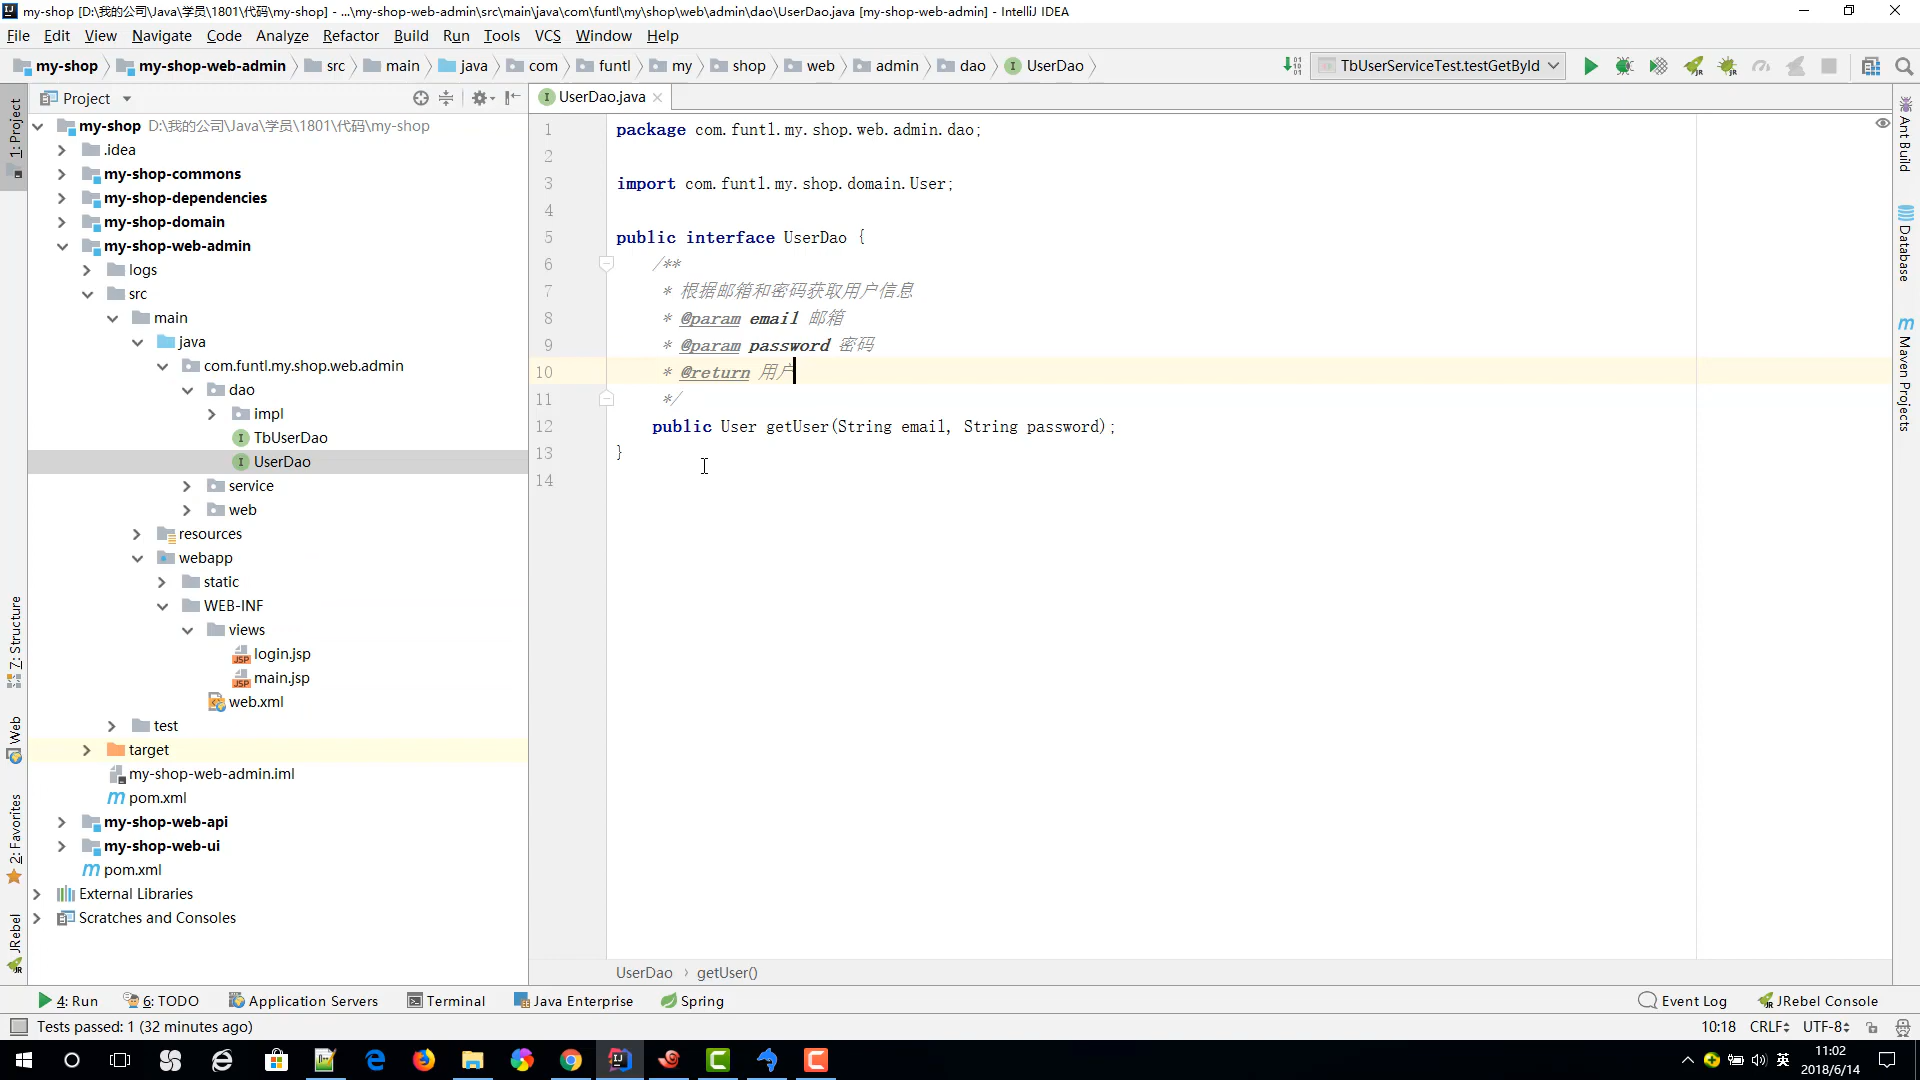 my-shop [D:\我的公司\Java\学员\1801\代码\my-shop] - ...\my-shop-web-admin\src\main\java\com\funtl\my\shop\web\admin\dao\UserDao.java [my-shop-web-admin] - IntelliJ IDEA
File Edit View Navigate Code Analyze Refactor Build Run Tools VCS Window Help
my-shop my-shop-web-admin src main java com funtl my shop web admin dao UserDao TbUserServiceTest.testGetById
Project
UserDao.java
1: Project
7: Structure
Web
2: Favorites
JRebel
my-shop D:\我的公司\Java\学员\1801\代码\my-shop
.idea
my-shop-commons
my-shop-dependencies
my-shop-domain
my-shop-web-admin
logs
src
main
java
com.funtl.my.shop.web.admin
dao
impl
TbUserDao
UserDao
service
web
resources
webapp
static
WEB-INF
views
login.jsp
main.jsp
web.xml
test
target
my-shop-web-admin.iml
pom.xml
my-shop-web-api
my-shop-web-ui
pom.xml
External Libraries
Scratches and Consoles
1 package com.funtl.my.shop.web.admin.dao;
2
3 import com.funtl.my.shop.domain.User;
4
5 public interface UserDao {
6 /**
7 * 根据邮箱和密码获取用户信息
8 * @param email 邮箱
9 * @param password 密码
10 * @return 用户
11 */
12 public User getUser(String email, String password);
13 }
14
UserDao › getUser()
Ant Build
Database
Maven Projects
4: Run 6: TODO Application Servers Terminal Java Enterprise Spring Event Log JRebel Console
Tests passed: 1 (32 minutes ago) 10:18 CRLF UTF-8
英
11:02
2018/6/14